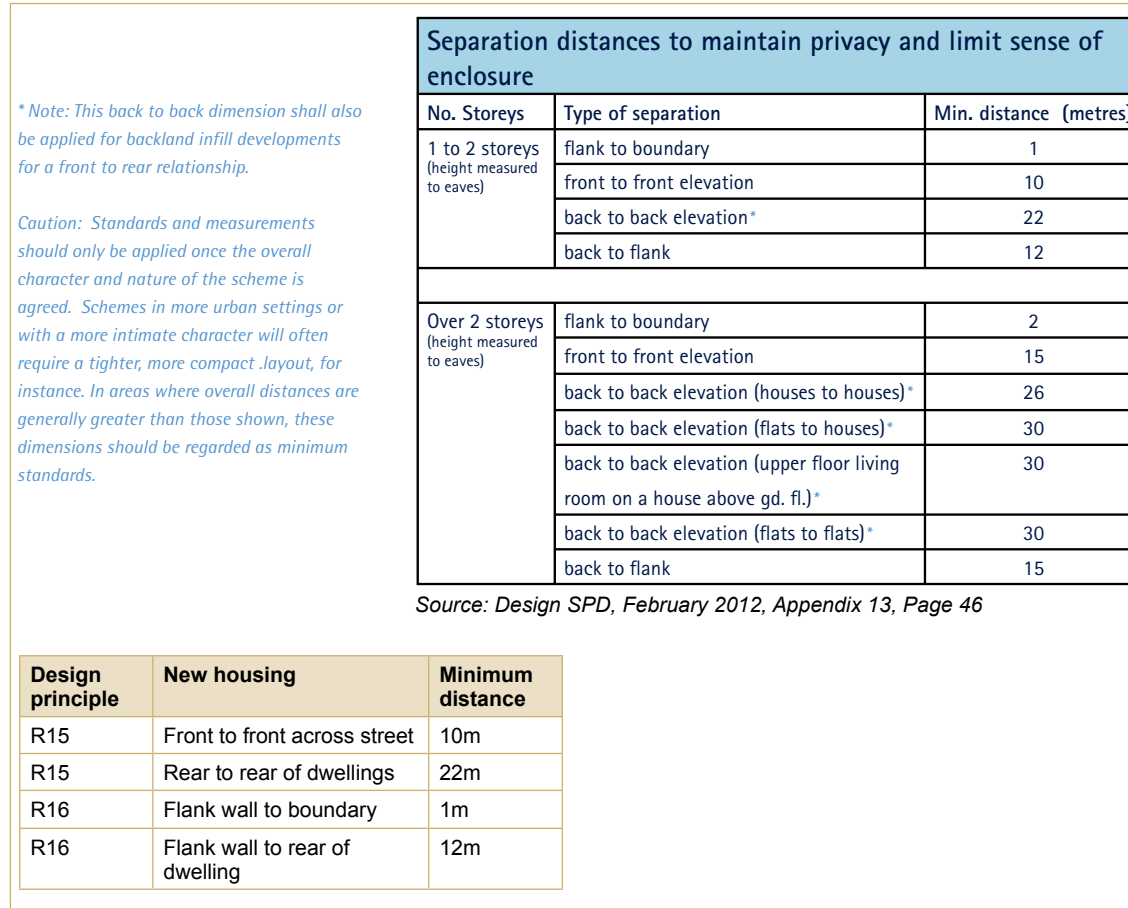 * Note: This back to back dimension shall also
be applied for backland infill developments
for a front to rear relationship.
Caution: Standards and measurements
should only be applied once the overall
character and nature of the scheme is
agreed. Schemes in more urban settings or
with a more intimate character will often
require a tighter, more compact .layout, for
instance. In areas where overall distances are
generally greater than those shown, these
dimensions should be regarded as minimum
standards.
Separation distances to maintain privacy and limit sense of
enclosure
No. Storeys Type of separation Min. distance (metres)
1 to 2 storeys
(height measured
to eaves)
flank to boundary 1
front to front elevation 10
back to back elevation* 22
back to flank 12
Over 2 storeys
(height measured
to eaves)
flank to boundary 2
front to front elevation 15
back to back elevation (houses to houses)* 26
back to back elevation (flats to houses)* 30
back to back elevation (upper floor living 30
room on a house above gd. fl.)*
back to back elevation (flats to flats)* 30
back to flank 15
Source: Design SPD, February 2012, Appendix 13, Page 46
Design
principle
New housing
Minimum
distance
R15 Front to front across street 10m
R15 Rear to rear of dwellings 22m
R16 Flank wall to boundary 1m
R16 Flank wall to rear of 12m
dwelling